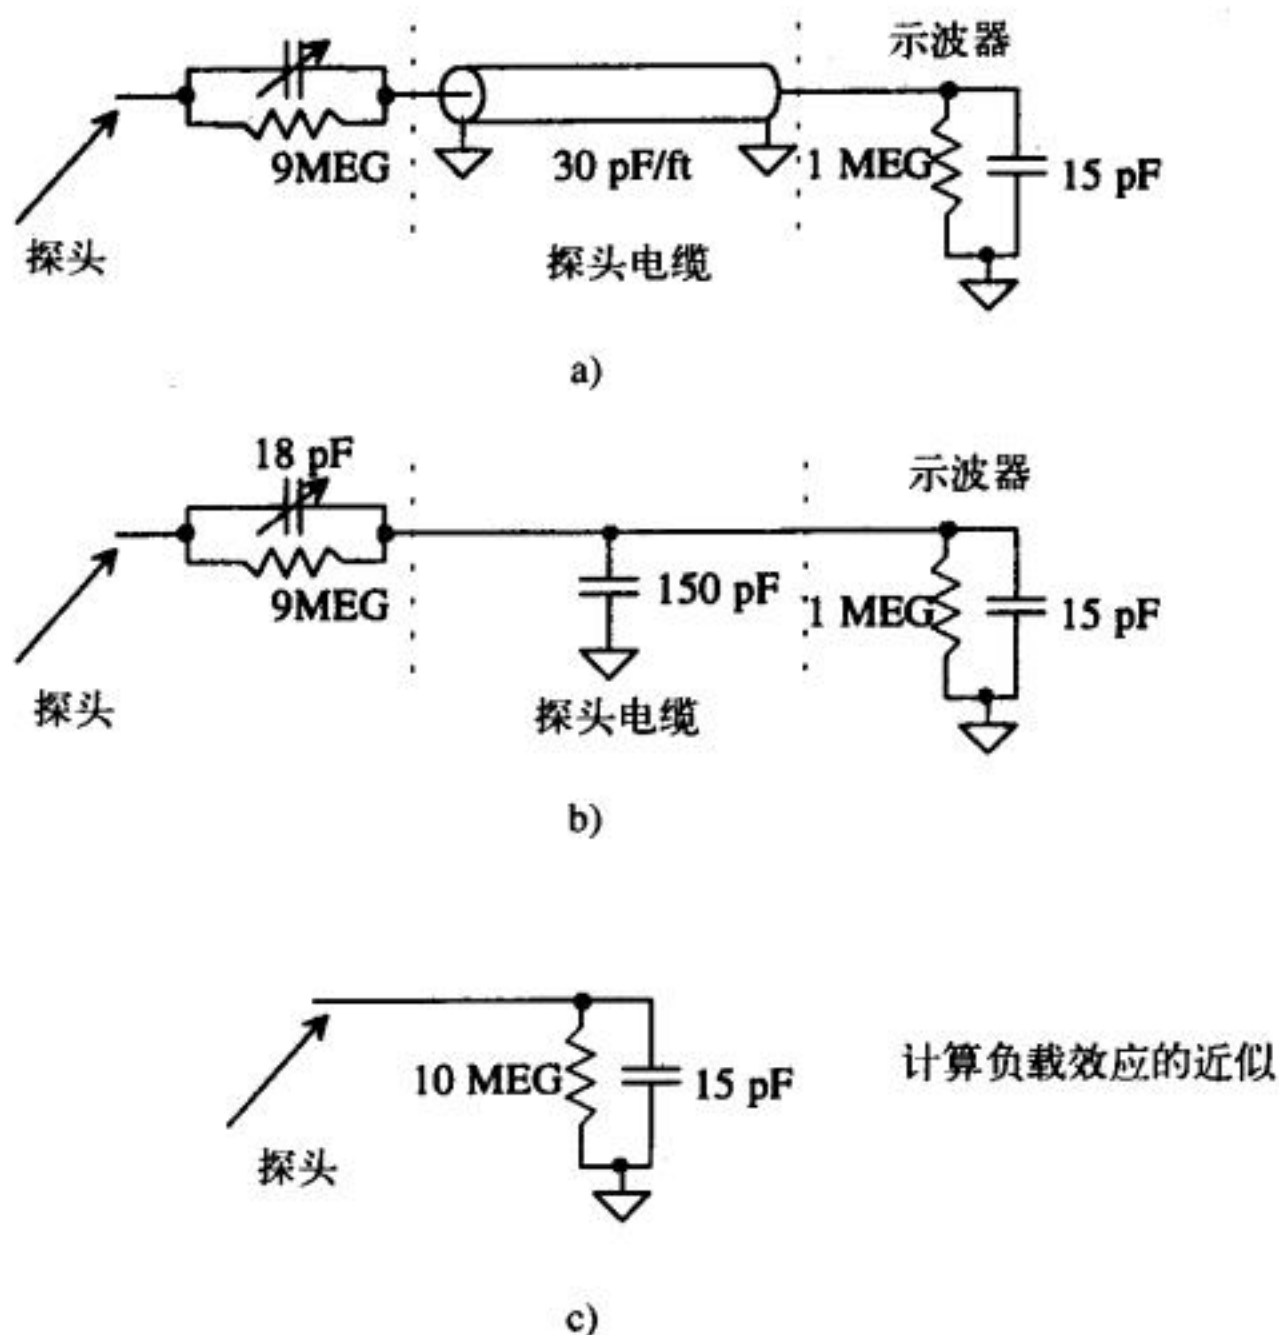 示波器
9MEG
30 pF/ft
1 MEG
15 pF
探头
探头电缆
a)
18 pF
示波器
9MEG
150 pF
1 MEG
15 pF
探头
探头电缆
b)
10 MEG
15 pF
计算负载效应的近似
探头
c)